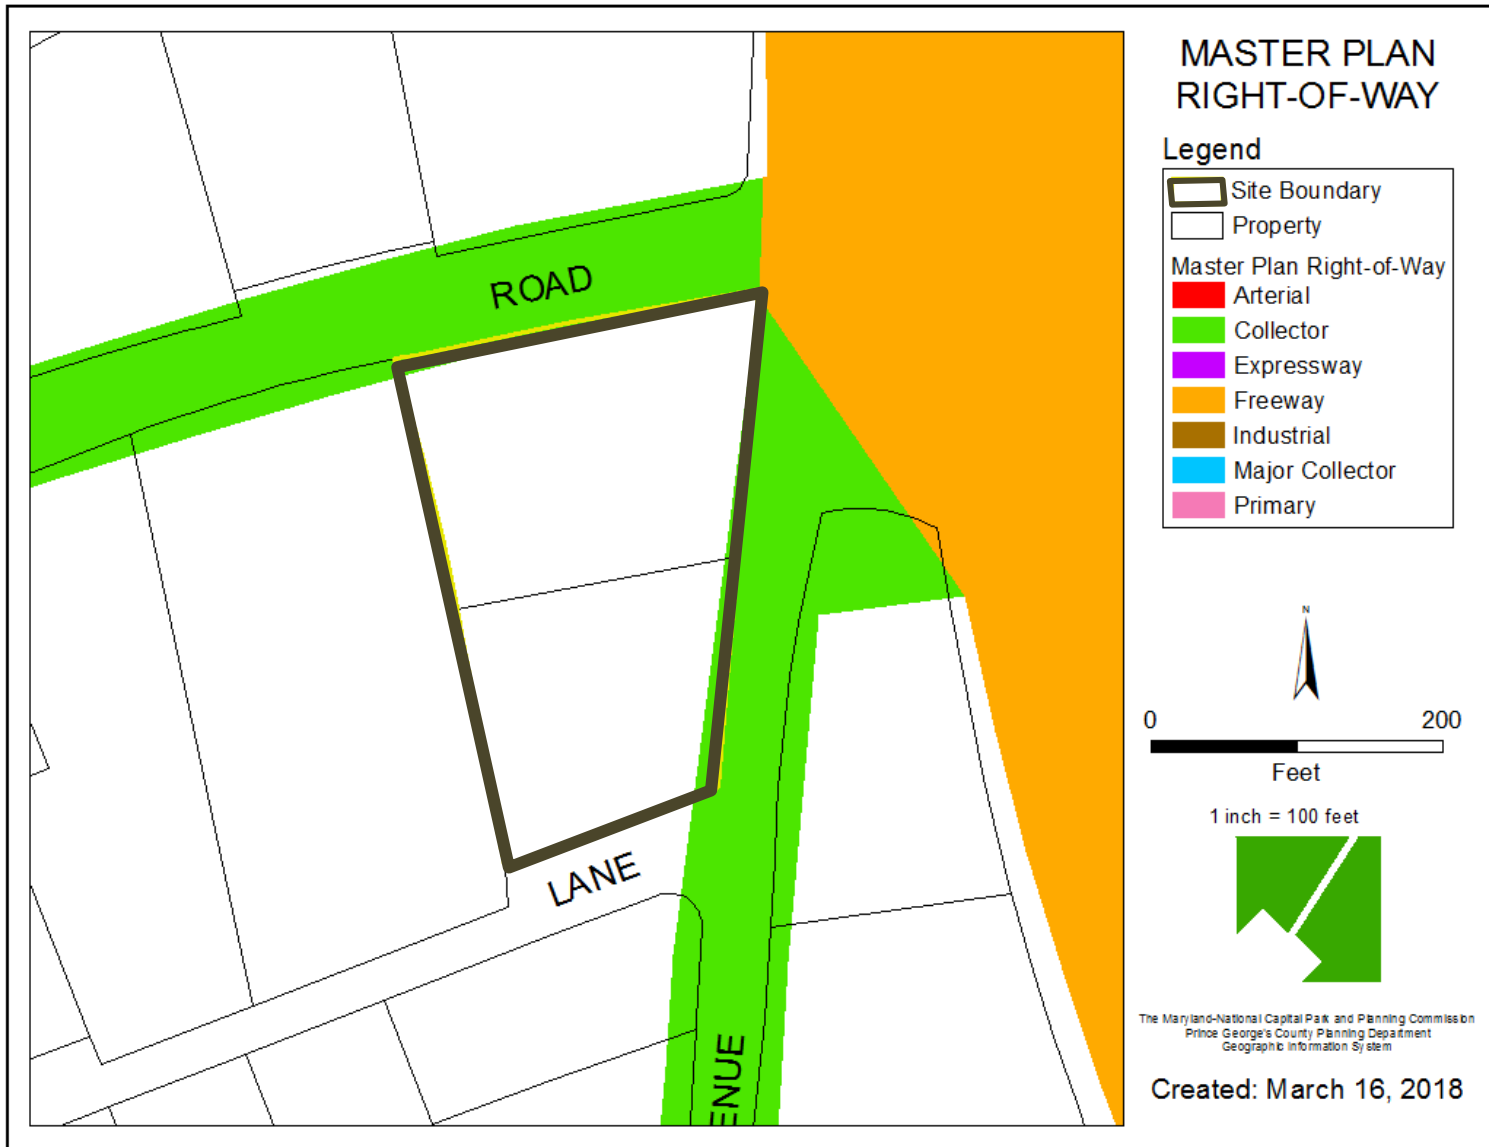 MASTER PLAN
RIGHT-OF-WAY
Legend
Site Boundary
Property
Master Plan Right-of-Way
Arterial
Collector
Expressway
Freeway
Industrial
Major Collector
Primary
N
0 200
Feet
1 inch = 100 feet
The Maryland-National Capital Park and Planning Commission
Prince George's County Planning Department
Geographic Information System
Created: March 16, 2018
ROAD
LANE
ENUE